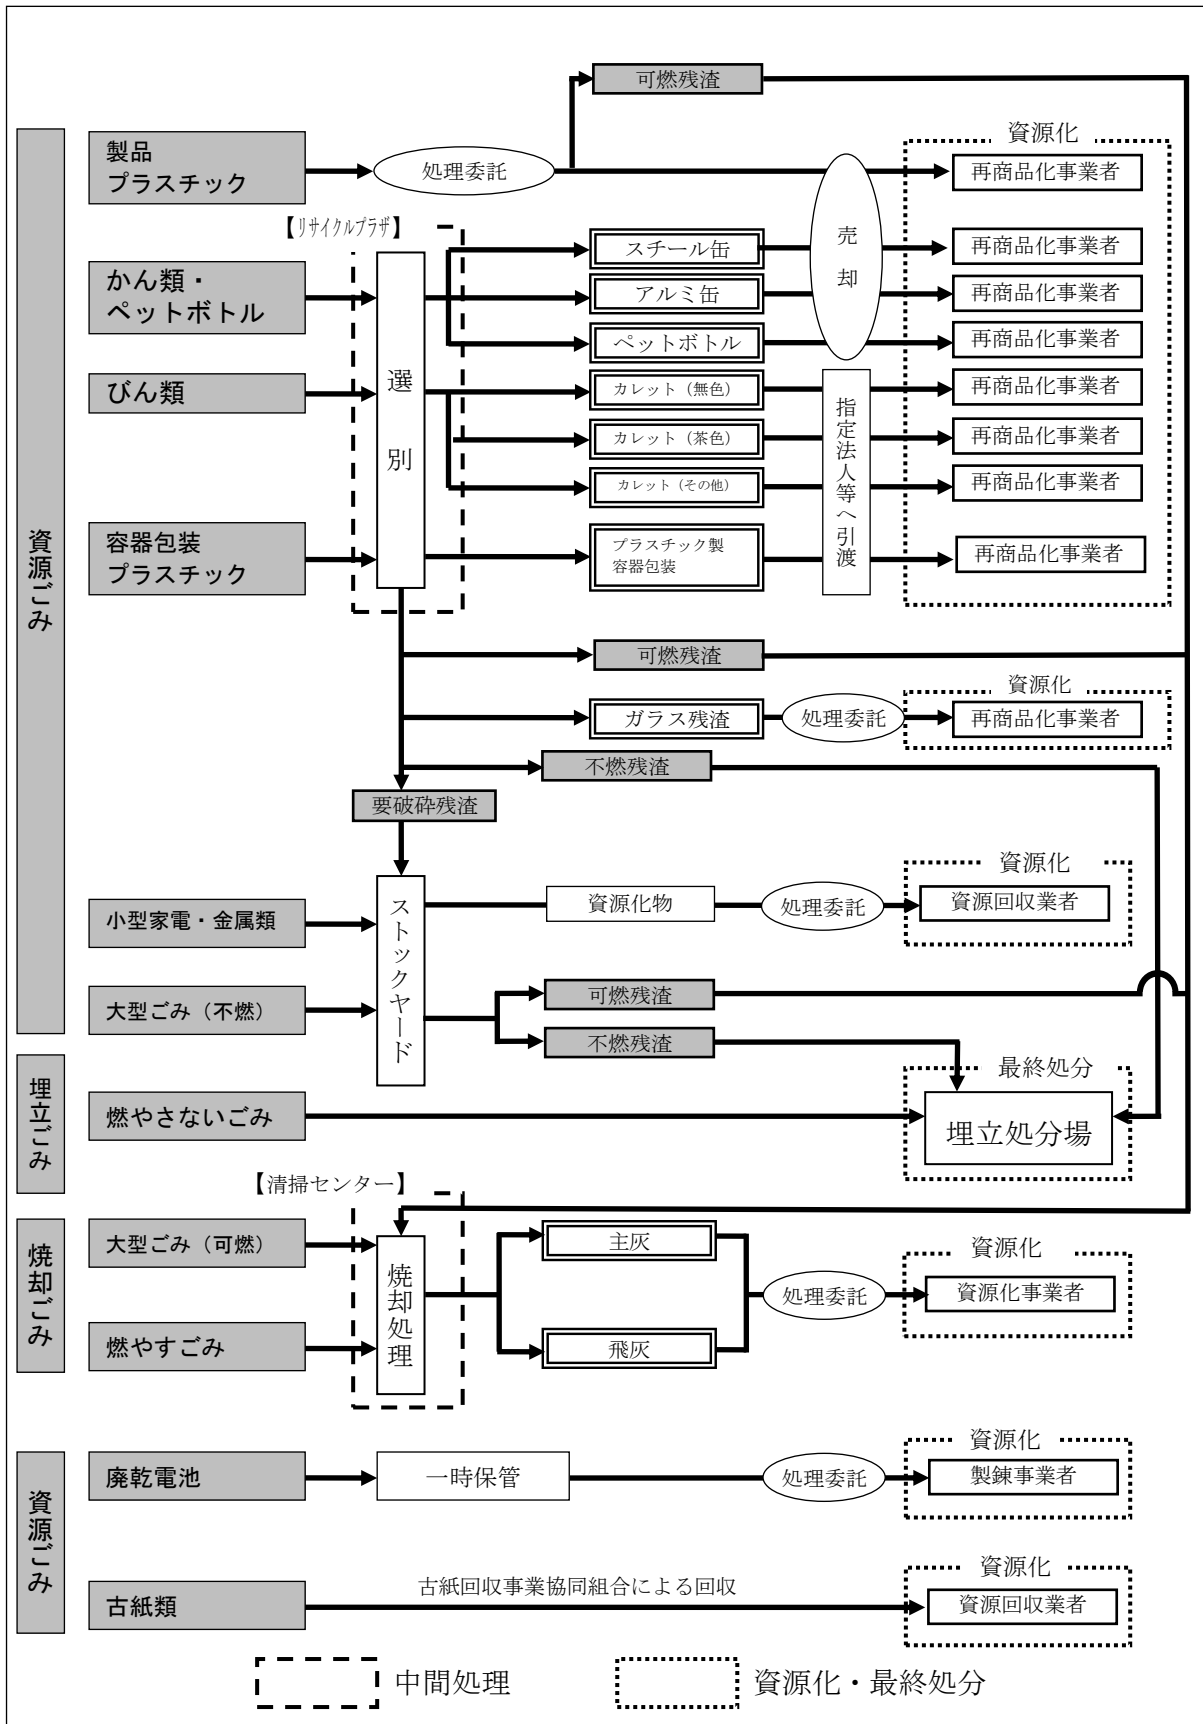 可燃残渣
資源ごみ
製品
プラスチック
処理委託
売却
資源化
再商品化事業者
【リサイクルプラザ】
かん類・
ペットボトル
選別
スチール缶
再商品化事業者
アルミ缶
再商品化事業者
ペットボトル
再商品化事業者
びん類
カレット（無色）
指定法人等へ引渡
再商品化事業者
カレット（茶色）
再商品化事業者
カレット（その他）
再商品化事業者
容器包装
プラスチック
プラスチック製
容器包装
再商品化事業者
可燃残渣
ガラス残渣
処理委託
資源化
再商品化事業者
不燃残渣
要破砕残渣
小型家電・金属類
ストックヤード
資源化物
処理委託
資源化
資源回収業者
大型ごみ（不燃）
可燃残渣
不燃残渣
埋立ごみ
燃やさないごみ
最終処分
埋立処分場
【清掃センター】
焼却ごみ
大型ごみ（可燃）
焼却処理
主灰
処理委託
資源化
資源化事業者
燃やすごみ
飛灰
資源ごみ
廃乾電池
一時保管
処理委託
資源化
製錬事業者
古紙類
古紙回収事業協同組合による回収
資源化
資源回収業者
中間処理
資源化・最終処分